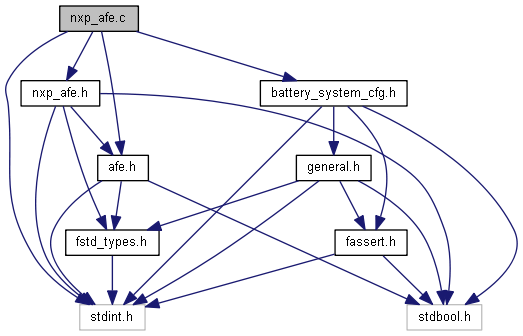 nxp_afe.c
nxp_afe.h
battery_system_cfg.h
afe.h
general.h
fstd_types.h
fassert.h
stdint.h
stdbool.h